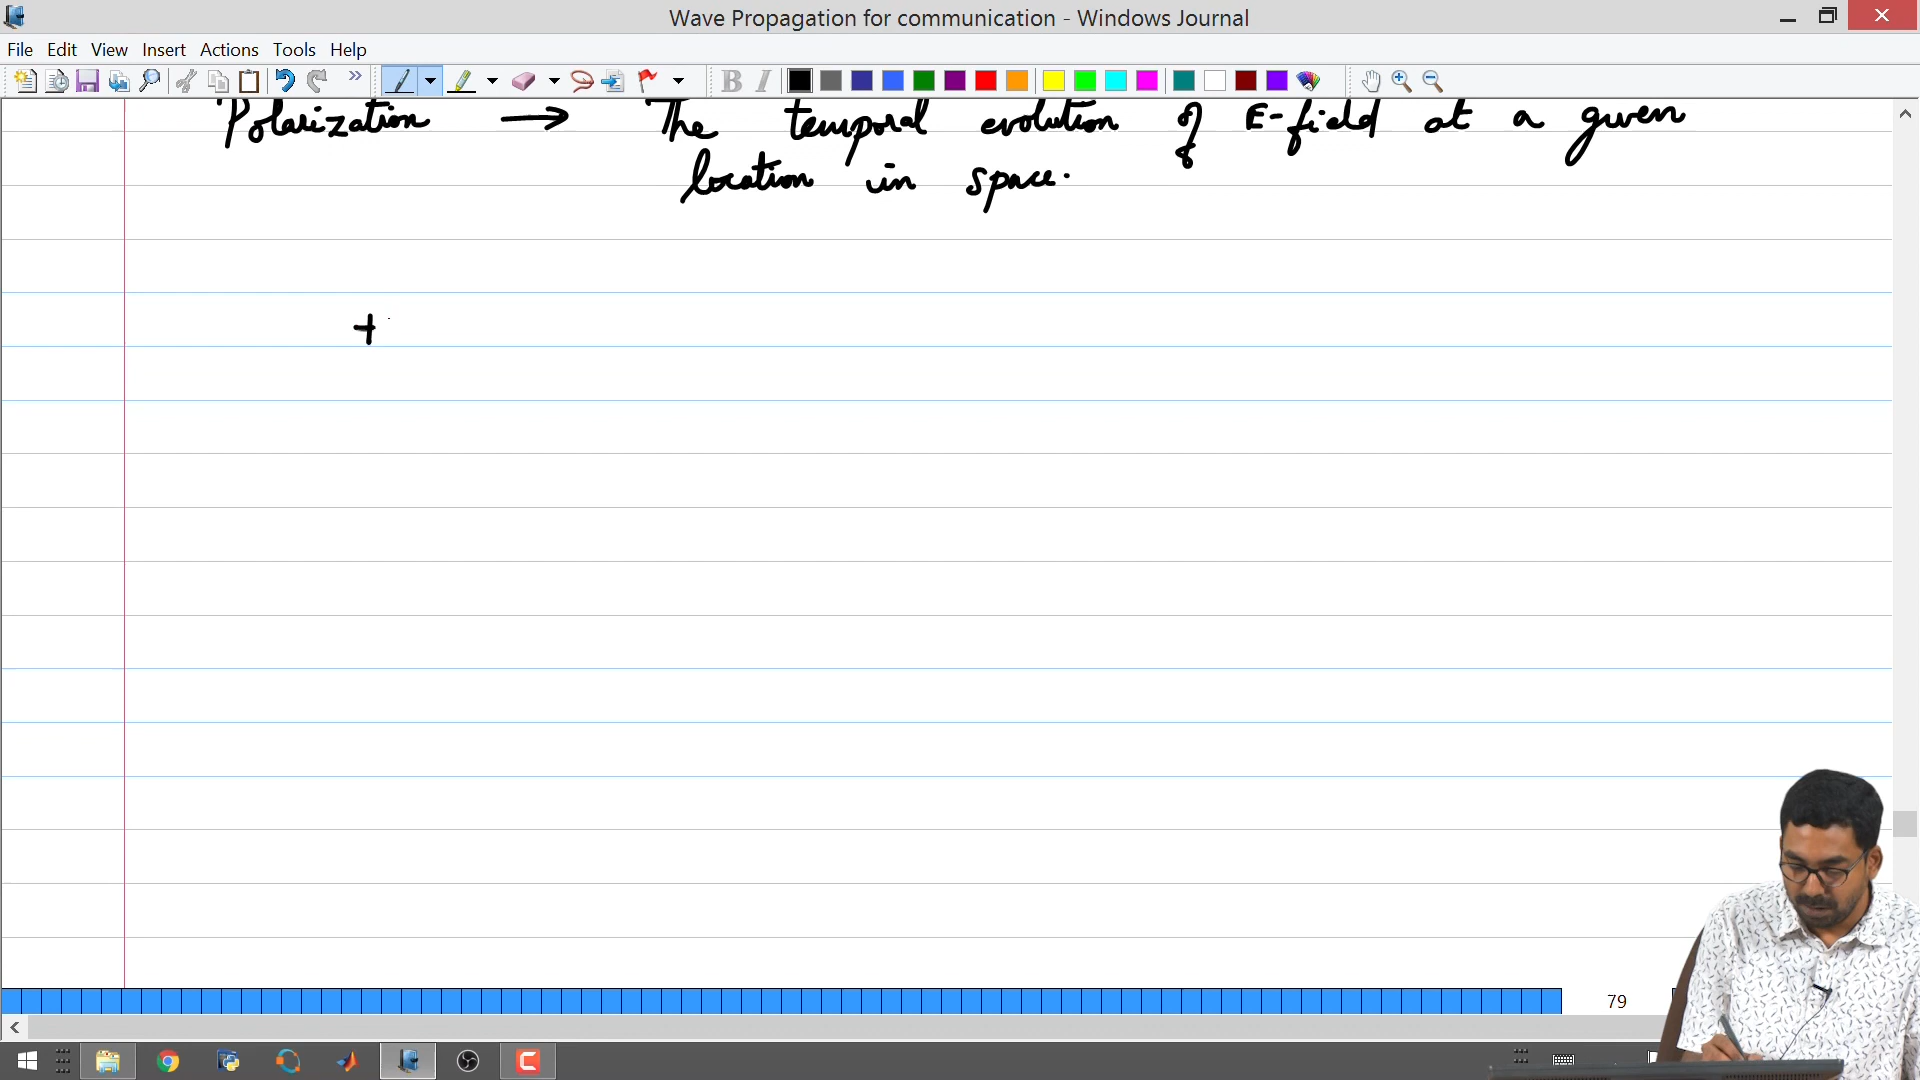 Wave Propagation for communication - Windows Journal
File Edit View Insert Actions Tools Help
B I
Polarization → The temporal evolution of E-field at a given
location in space.
+
79